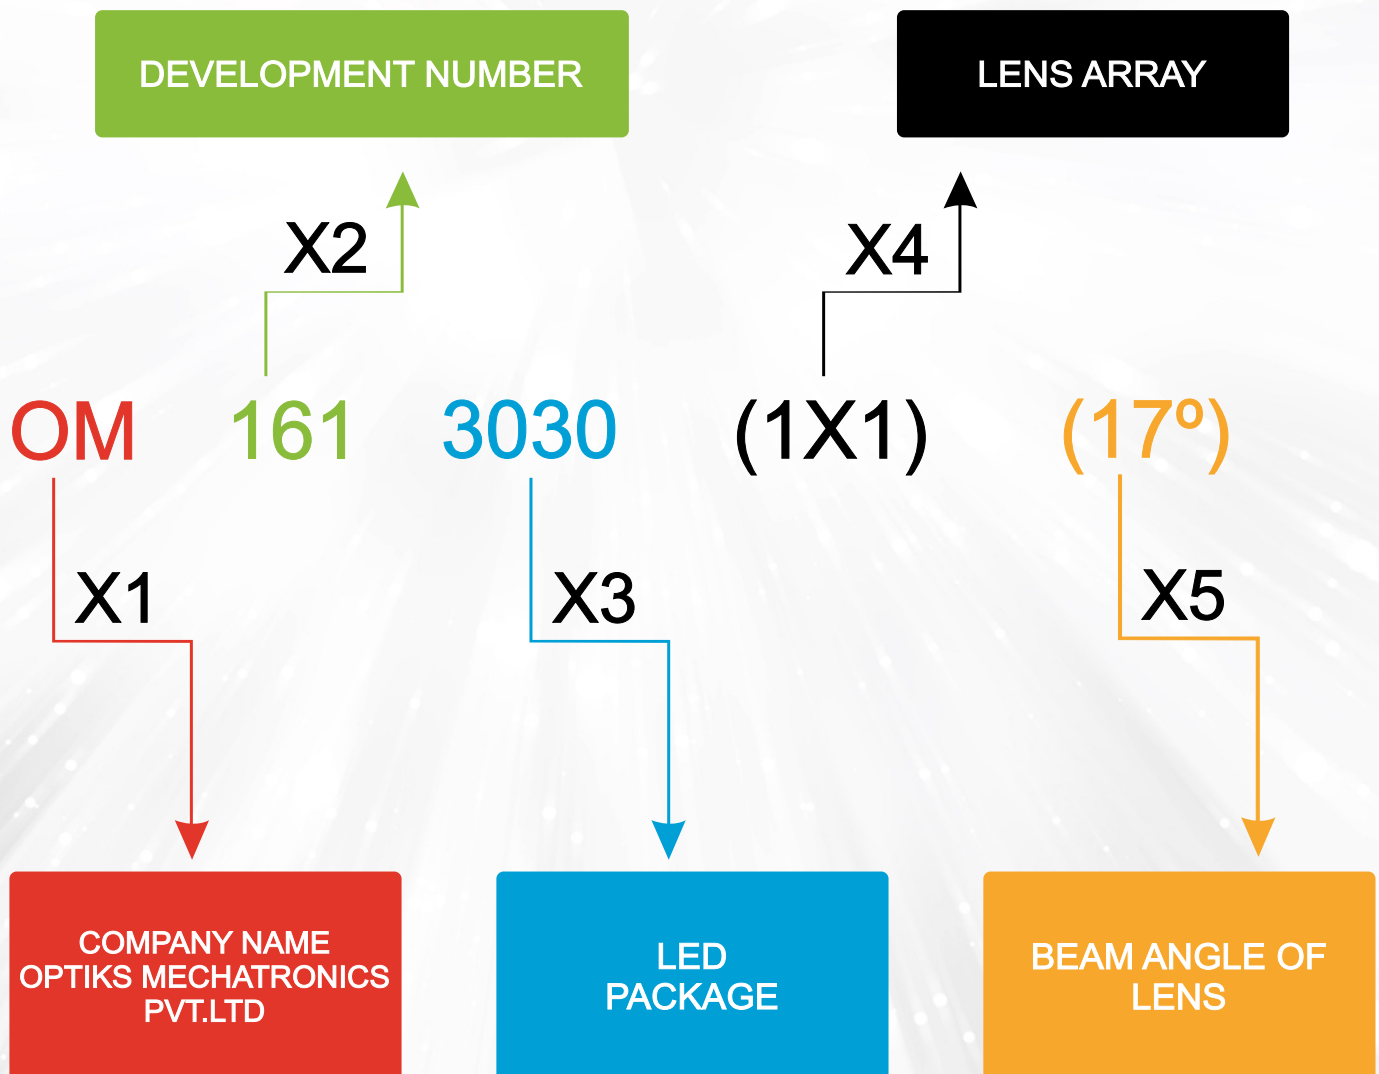 DEVELOPMENT NUMBER
LENS ARRAY
X2
X4
OM 161 3030 (1X1) (17º)
X1
X3
X5
COMPANY NAME
OPTIKS MECHATRONICS
PVT.LTD
LED
PACKAGE
BEAM ANGLE OF
LENS